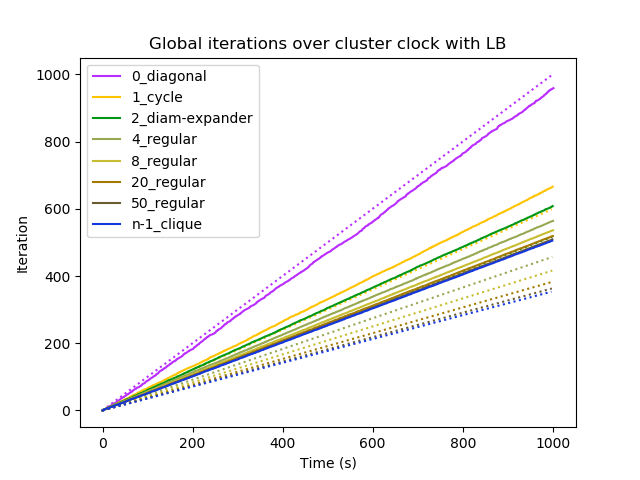 Global iterations over cluster clock with LB
1000
800
600
400
200
0
Iteration
0_diagonal
1_cycle
2_diam-expander
4_regular
8_regular
20_regular
50_regular
n-1_clique
0 200 400 600 800 1000
Time (s)